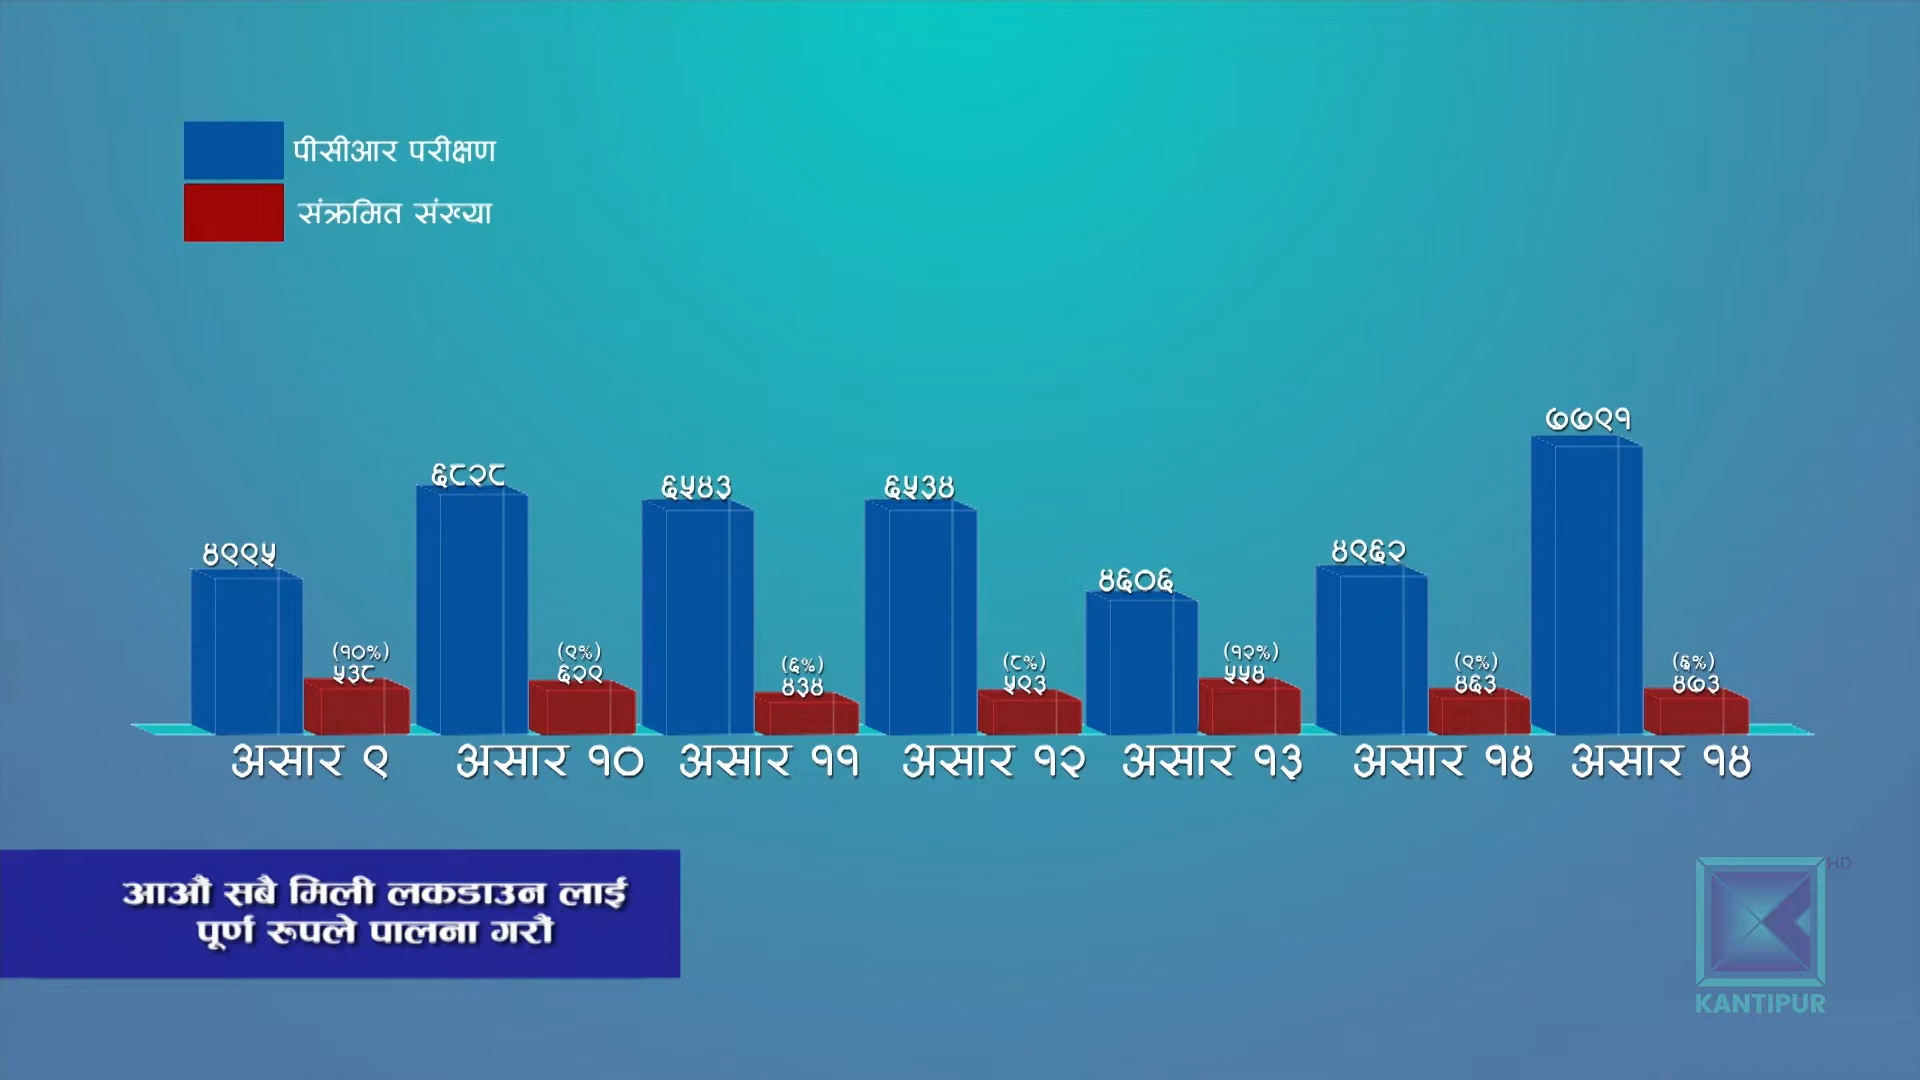 पीसीआर परीक्षण
संक्रमित संख्या
४९९५
(१०%)
५३८
असार ९
६८२८
(९%)
६२९
असार १०
६५४३
(६%)
४३४
असार ११
६५३४
(८%)
५९३
असार १२
४६०६
(१२%)
५५४
असार १३
४९६२
(९%)
४६३
असार १४
७७९१
(६%)
४७३
असार १४
आऔं सबै मिली लकडाउन लाई
पूर्ण रुपले पालना गरौं
HD
KANTIPUR